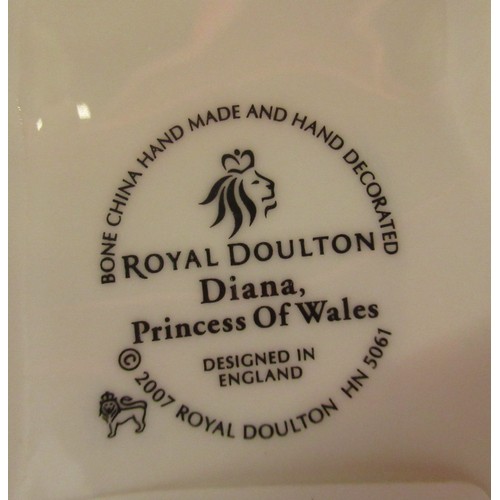 BONE CHINA HAND MADE AND HAND DECORATED
ROYAL DOULTON
Diana,
Princess Of Wales
DESIGNED IN
ENGLAND
© 2007 ROYAL DOULTON HN 5061